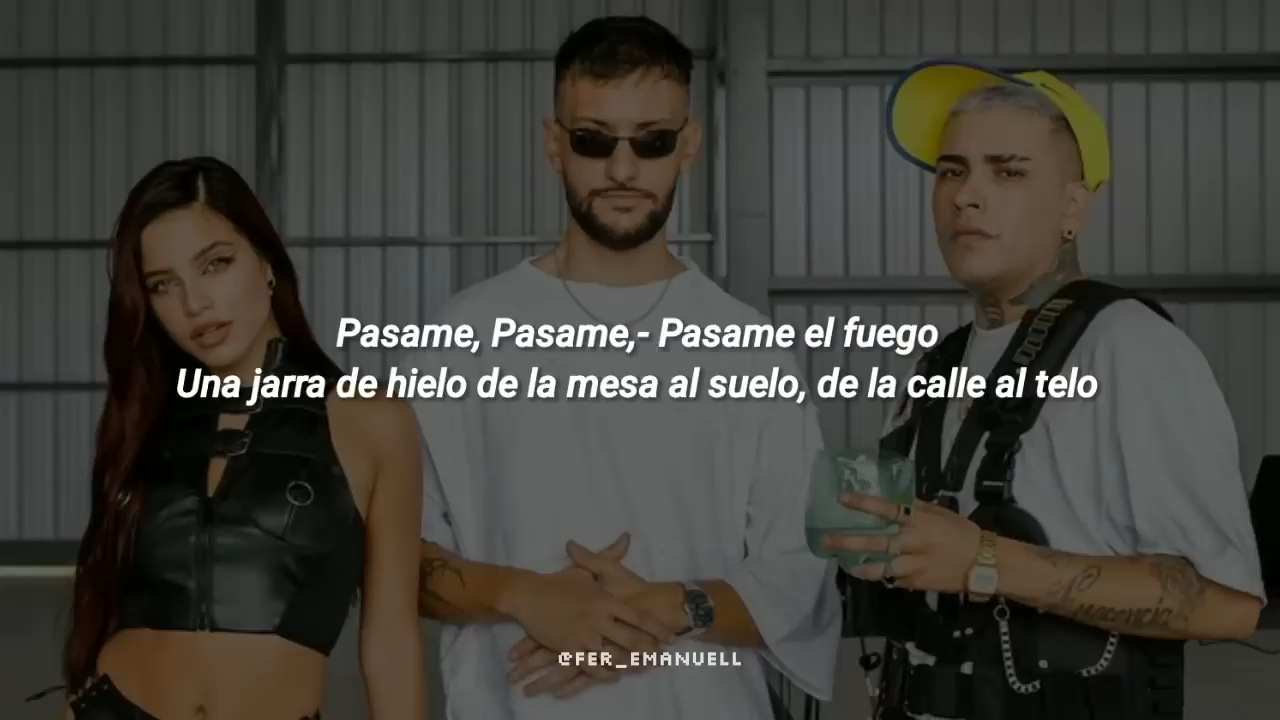 Pasame, Pasame,- Pasame el fuego
Una jarra de hielo de la mesa al suelo, de la calle al telo
@FER_EMANUELL